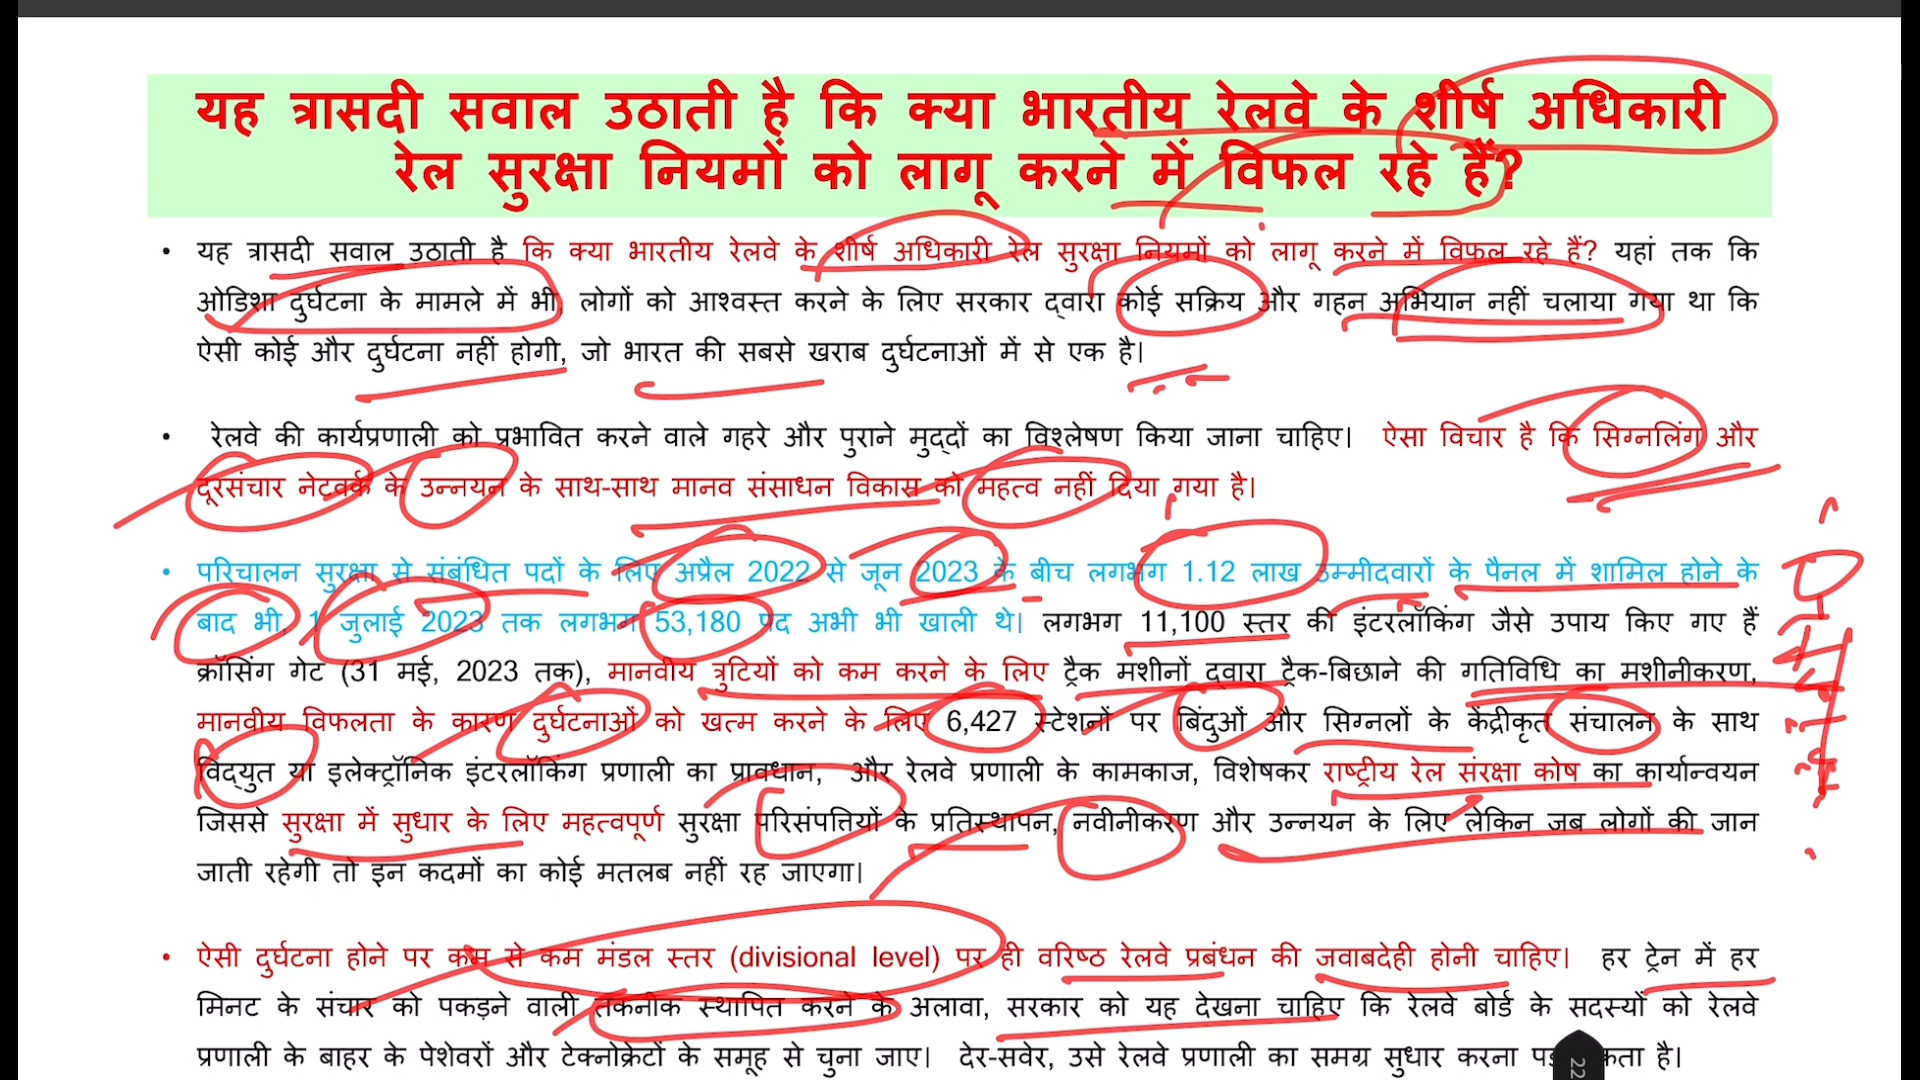 यह त्रासदी सवाल उठाती है कि क्या भारतीय रेलवे के शीर्ष अधिकारी
रेल सुरक्षा नियमों को लागू करने में विफल रहे हैं?
• यह त्रासदी सवाल उठाती है कि क्या भारतीय रेलवे के शीर्ष अधिकारी रेल सुरक्षा नियमों को लागू करने में विफल रहे हैं? यहां तक कि
ओडिशा दुर्घटना के मामले में भी, लोगों को आश्वस्त करने के लिए सरकार द्वारा कोई सक्रिय और गहन अभियान नहीं चलाया गया था कि
ऐसी कोई और दुर्घटना नहीं होगी, जो भारत की सबसे खराब दुर्घटनाओं में से एक है।
• रेलवे की कार्यप्रणाली को प्रभावित करने वाले गहरे और पुराने मुद्दों का विश्लेषण किया जाना चाहिए। ऐसा विचार है कि सिग्नलिंग और
दूरसंचार नेटवर्क के उन्नयन के साथ-साथ मानव संसाधन विकास को महत्व नहीं दिया गया है।
• परिचालन सुरक्षा से संबंधित पदों के लिए अप्रैल 2022 से जून 2023 के बीच लगभग 1.12 लाख उम्मीदवारों के पैनल में शामिल होने के
बाद भी, 1 जुलाई 2023 तक लगभग 53,180 पद अभी भी खाली थे। लगभग 11,100 स्तर की इंटरलॉकिंग जैसे उपाय किए गए हैं
क्रॉसिंग गेट (31 मई, 2023 तक), मानवीय त्रुटियों को कम करने के लिए ट्रैक मशीनों द्वारा ट्रैक-बिछाने की गतिविधि का मशीनीकरण,
मानवीय विफलता के कारण दुर्घटनाओं को खत्म करने के लिए 6,427 स्टेशनों पर बिंदुओं और सिग्नलों के केंद्रीकृत संचालन के साथ
विद्युत या इलेक्ट्रॉनिक इंटरलॉकिंग प्रणाली का प्रावधान, और रेलवे प्रणाली के कामकाज, विशेषकर राष्ट्रीय रेल संरक्षा कोष का कार्यान्वयन
जिससे सुरक्षा में सुधार के लिए महत्वपूर्ण सुरक्षा परिसंपत्तियों के प्रतिस्थापन, नवीनीकरण और उन्नयन के लिए लेकिन जब लोगों की जान
जाती रहेगी तो इन कदमों का कोई मतलब नहीं रह जाएगा।
• ऐसी दुर्घटना होने पर कम से कम मंडल स्तर (divisional level) पर ही वरिष्ठ रेलवे प्रबंधन की जवाबदेही होनी चाहिए। हर ट्रेन में हर
मिनट के संचार को पकड़ने वाली तकनीक स्थापित करने के अलावा, सरकार को यह देखना चाहिए कि रेलवे बोर्ड के सदस्यों को रेलवे
प्रणाली के बाहर के पेशेवरों और टेक्नोक्रेटों के समूह से चुना जाए। देर-सवेर, उसे रेलवे प्रणाली का समग्र सुधार करना है।
22